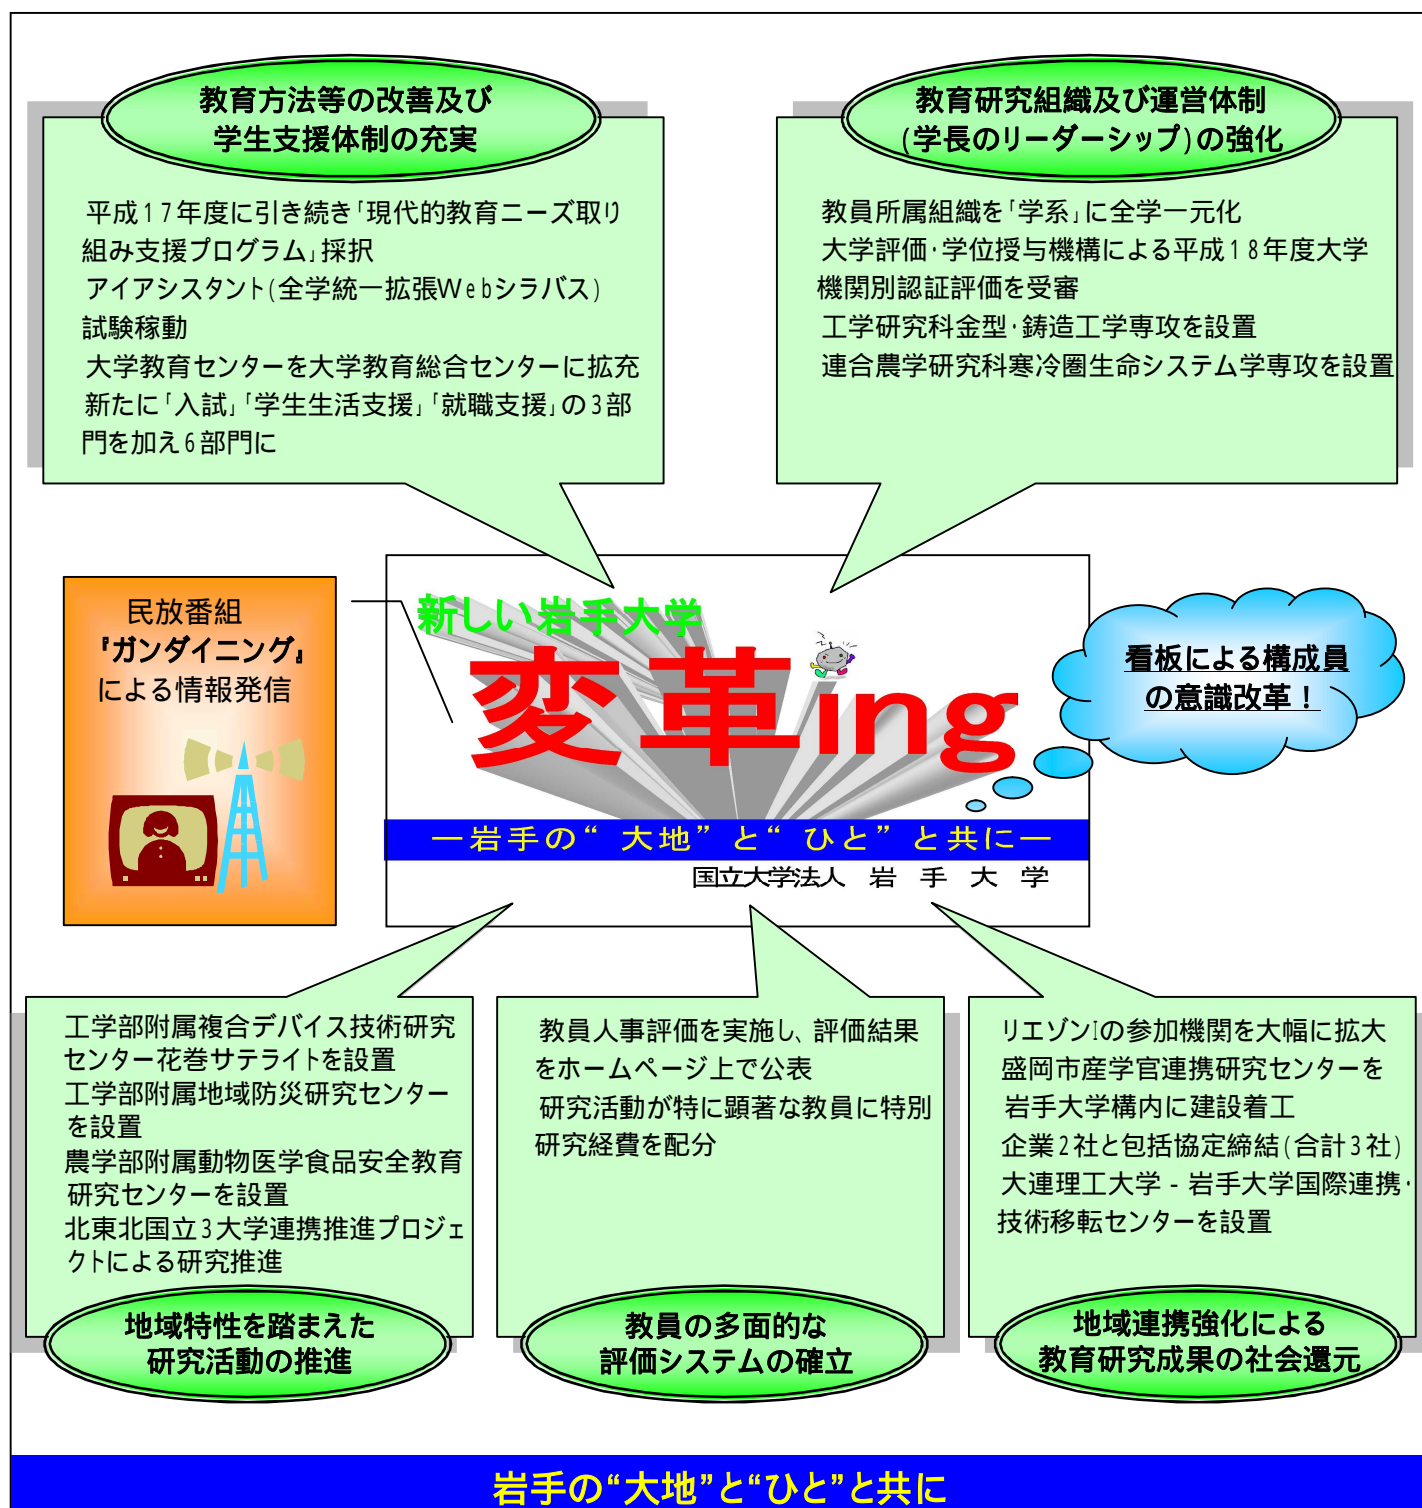 教育方法等の改善及び
学生支援体制の充実
平成17年度に引き続き「現代的教育ニーズ取り
組み支援プログラム」採択
アイアシスタント(全学統一拡張Webシラバス)
試験稼動
大学教育センターを大学教育総合センターに拡充
新たに「入試」「学生生活支援」「就職支援」の3部
門を加え6部門に
教育研究組織及び運営体制
(学長のリーダーシップ)の強化
教員所属組織を「学系」に全学一元化
大学評価・学位授与機構による平成18年度大学
機関別認証評価を受審
工学研究科金型・鋳造工学専攻を設置
連合農学研究科寒冷圏生命システム学専攻を設置
民放番組
『ガンダイニング』
による情報発信
新しい岩手大学
変革ing
―岩手の“大地”と“ひと”と共に―
国立大学法人 岩手大学
看板による構成員
の意識改革！
工学部附属複合デバイス技術研究
センター花巻サテライトを設置
工学部附属地域防災研究センター
を設置
農学部附属動物医学食品安全教育
研究センターを設置
北東北国立3大学連携推進プロジェ
クトによる研究推進
地域特性を踏まえた
研究活動の推進
教員人事評価を実施し、評価結果
をホームページ上で公表
研究活動が特に顕著な教員に特別
研究経費を配分
教員の多面的な
評価システムの確立
リエゾンIの参加機関を大幅に拡大
盛岡市産学官連携研究センターを
岩手大学構内に建設着工
企業2社と包括協定締結(合計3社)
大連理工大学‐岩手大学国際連携・
技術移転センターを設置
地域連携強化による
教育研究成果の社会還元
岩手の“大地”と“ひと”と共に